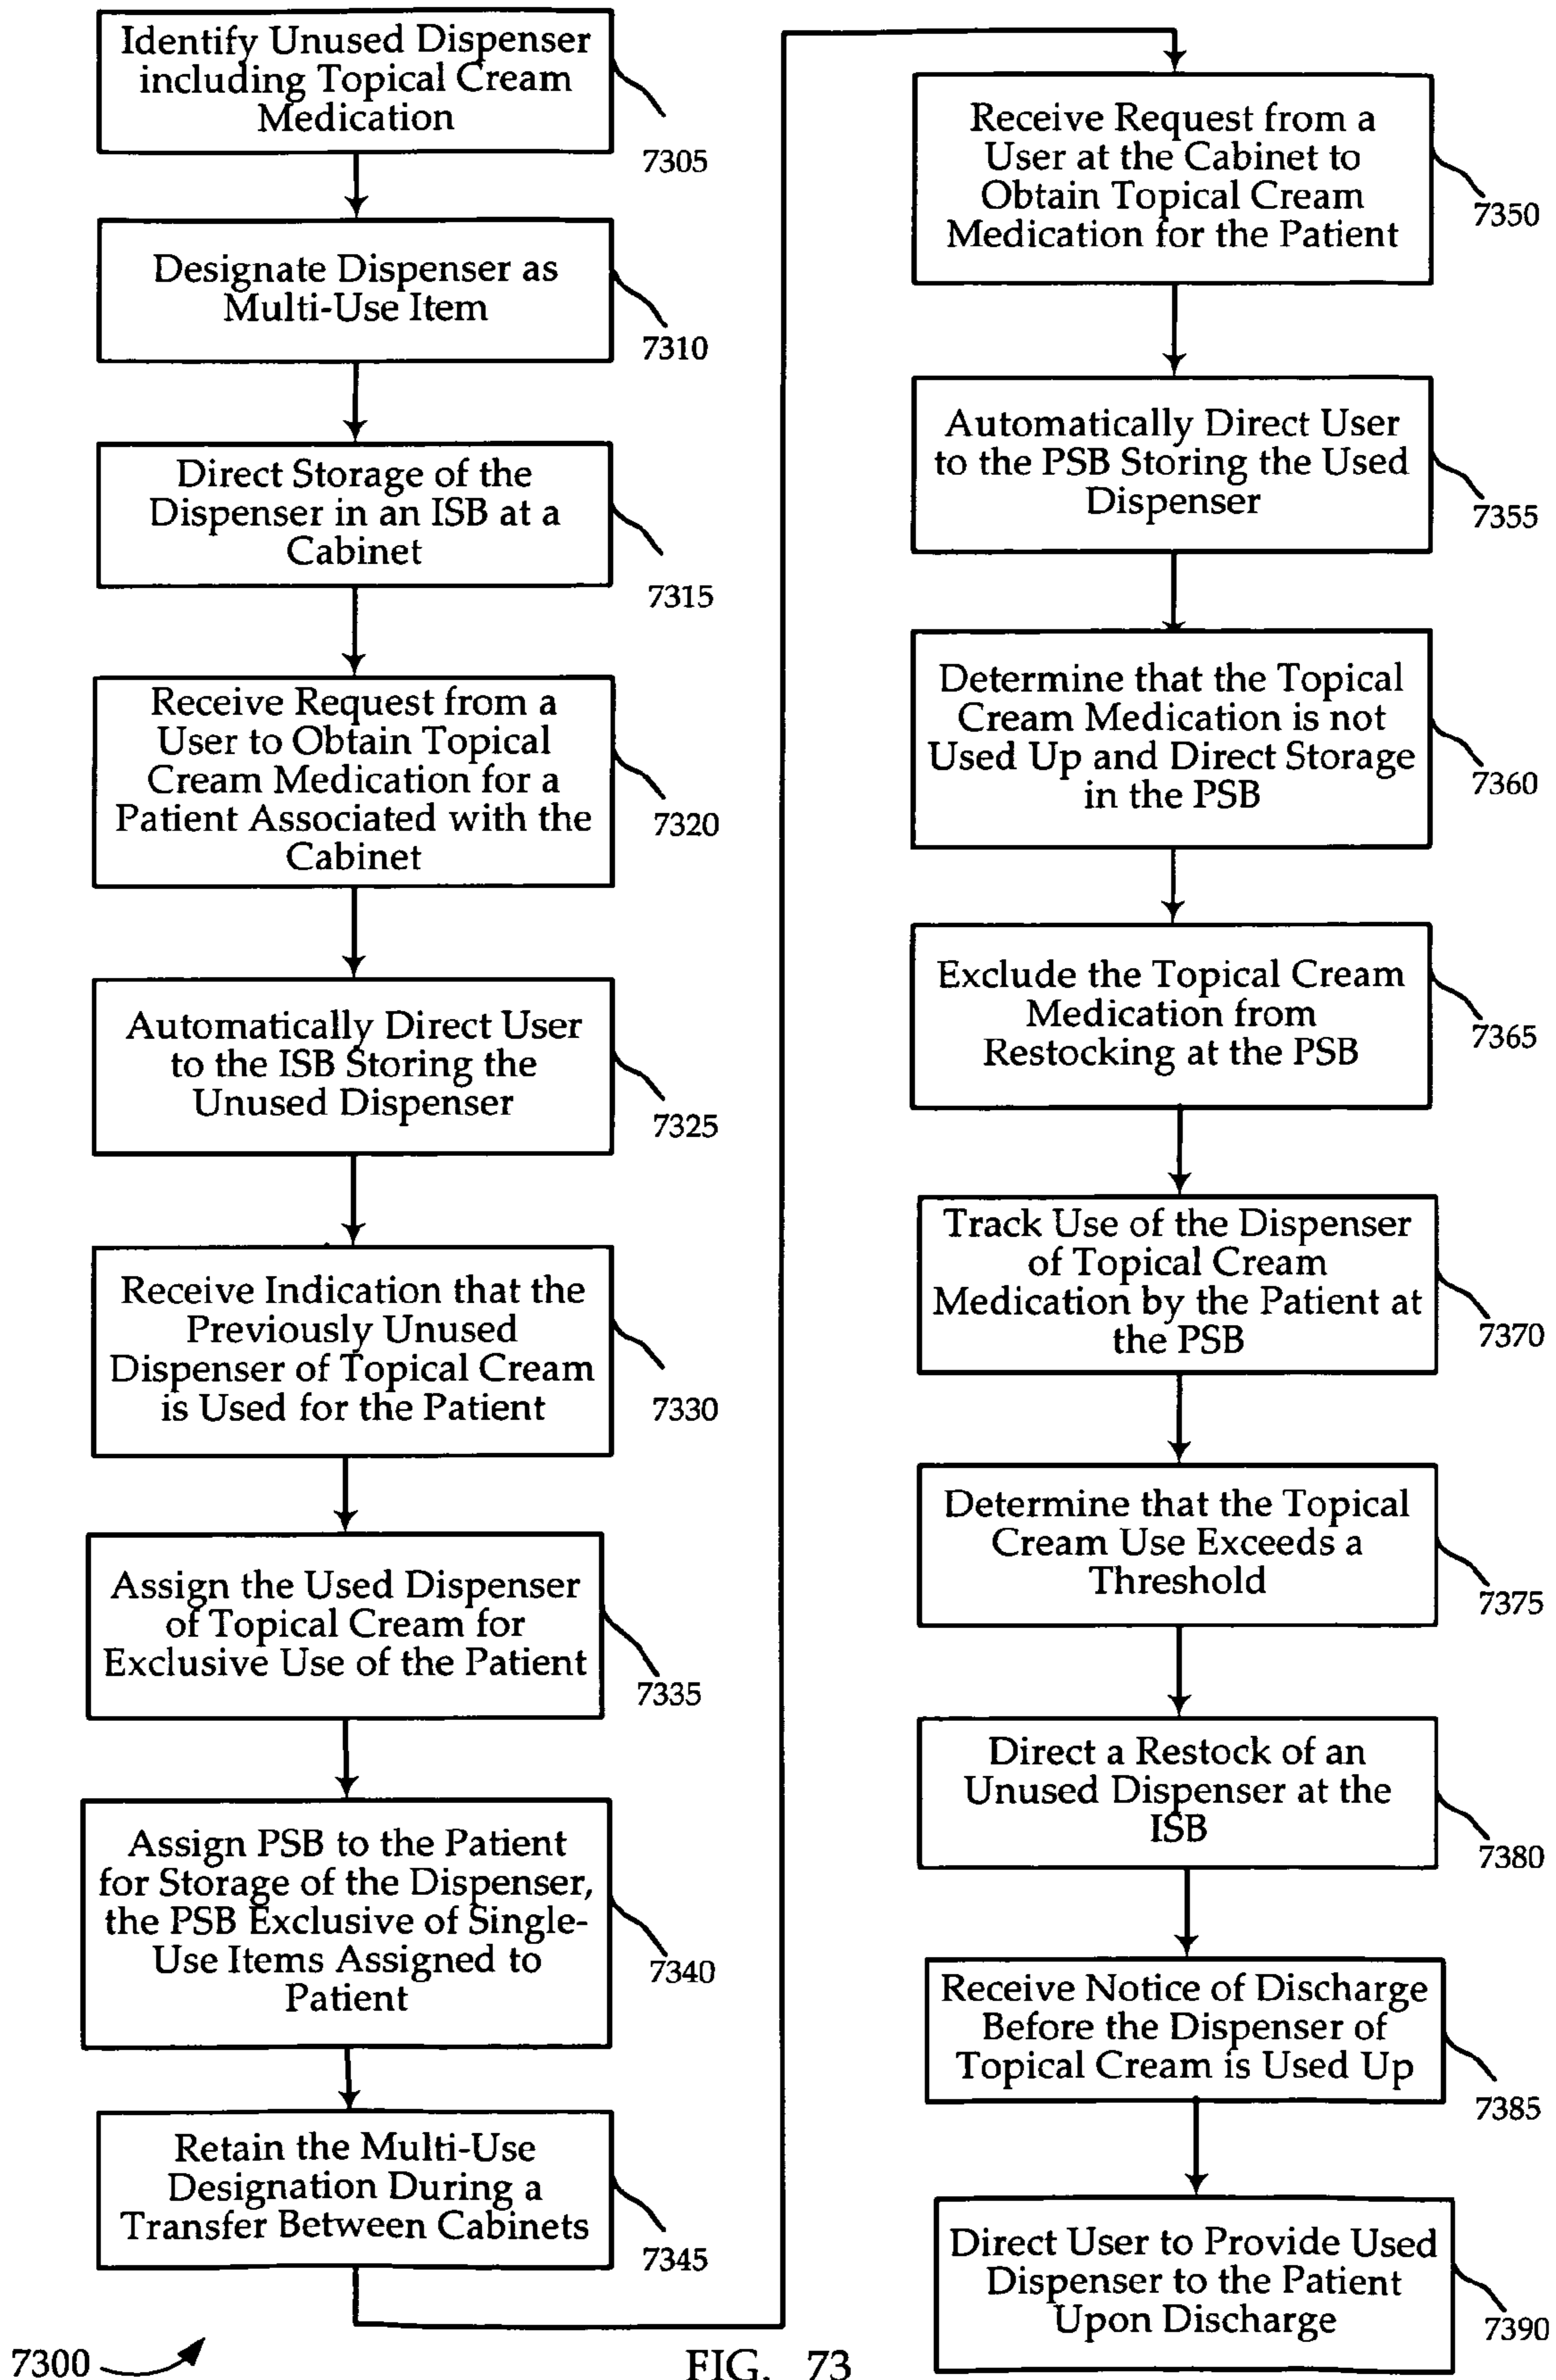 Identify Unused Dispenser
including Topical Cream
Medication
7305
Designate Dispenser as
Multi-Use Item
7310
Direct Storage of the
Dispenser in an ISB at a
Cabinet
7315
Receive Request from a
User to Obtain Topical
Cream Medication for a
Patient Associated with the
Cabinet
7320
Automatically Direct User
to the ISB Storing the
Unused Dispenser
7325
Receive Indication that the
Previously Unused
Dispenser of Topical Cream
is Used for the Patient
7330
Assign the Used Dispenser
of Topical Cream for
Exclusive Use of the Patient
7335
Assign PSB to the Patient
for Storage of the Dispenser,
the PSB Exclusive of Single-
Use Items Assigned to
Patient
7340
Retain the Multi-Use
Designation During a
Transfer Between Cabinets
7345
Receive Request from a
User at the Cabinet to
Obtain Topical Cream
Medication for the Patient
7350
Automatically Direct User
to the PSB Storing the Used
Dispenser
7355
Determine that the Topical
Cream Medication is not
Used Up and Direct Storage
in the PSB
7360
Exclude the Topical Cream
Medication from
Restocking at the PSB
7365
Track Use of the Dispenser
of Topical Cream
Medication by the Patient at
the PSB
7370
Determine that the Topical
Cream Use Exceeds a
Threshold
7375
Direct a Restock of an
Unused Dispenser at the
ISB
7380
Receive Notice of Discharge
Before the Dispenser of
Topical Cream is Used Up
7385
Direct User to Provide Used
Dispenser to the Patient
Upon Discharge
7390
7300
FIG. 73